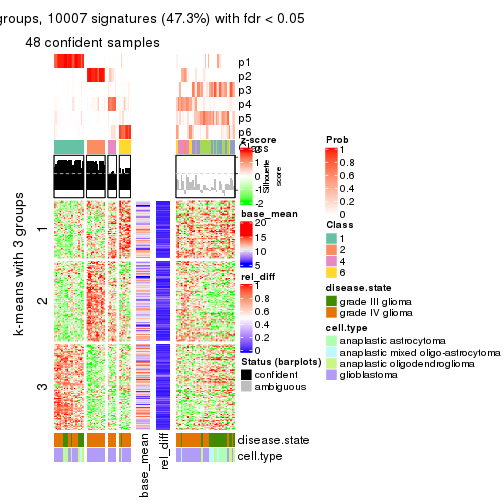 groups, 10007 signatures (47.3%) with fdr < 0.05
48 confident samples
p1
p2
p3
p4
p5
p6
Class
Silhouette
score
k-means with 3 groups
1
2
3
base_mean
rel_diff
disease.state
cell.type
z-score
2
-2
base_mean
20
15
10
5
rel_diff
1
0.8
0.6
0.4
0.2
0
Status (barplots)
confident
ambiguous
Prob
1
0.8
0.6
0.4
0.2
0
Class
1
2
4
6
disease.state
grade III glioma
grade IV glioma
cell.type
anaplastic astrocytoma
anaplastic mixed oligo-astrocytoma
anaplastic oligodendroglioma
glioblastoma